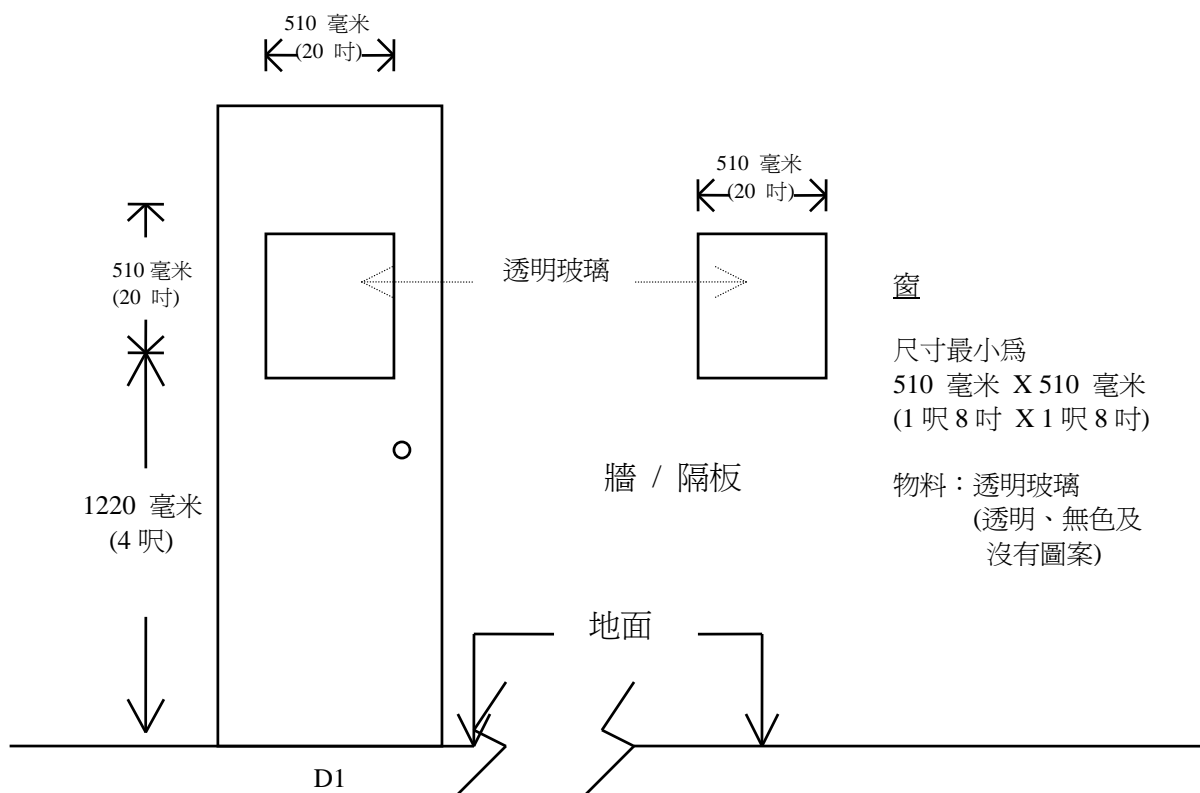 510 毫米
(20 吋)
510 毫米
(20 吋)
510 毫米
(20 吋)
透明玻璃
窗
尺寸最小為
510 毫米 X 510 毫米
(1 呎 8 吋 X 1 呎 8 吋)
牆 / 隔板
物料：透明玻璃
(透明、無色及
沒有圖案)
1220 毫米
(4 呎)
地面
D1